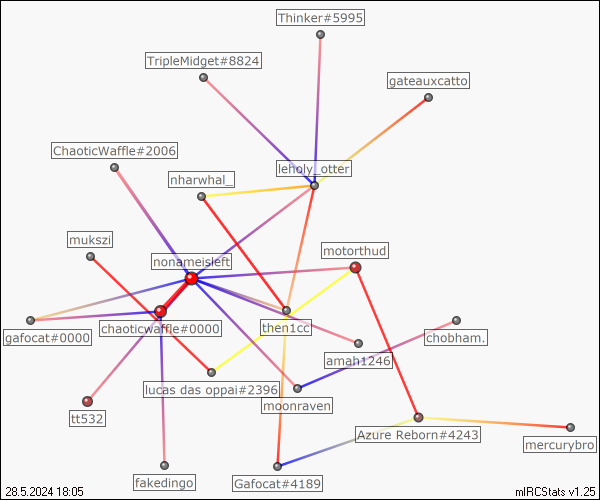 Thinker#5995
TripleMidget#8824
gateauxcatto
ChaoticWaffle#2006
leholy_otter
nharwhal_
mukszi
motorthud
nonameisleft
gafocat#0000
chaoticwaffle#0000
then1cc
chobham.
amah1246
lucas das oppai#2396
moonraven
tt532
Azure Reborn#4243
mercurybro
fakedingo
Gafocat#4189
28.5.2024 18:05
mIRCStats v1.25